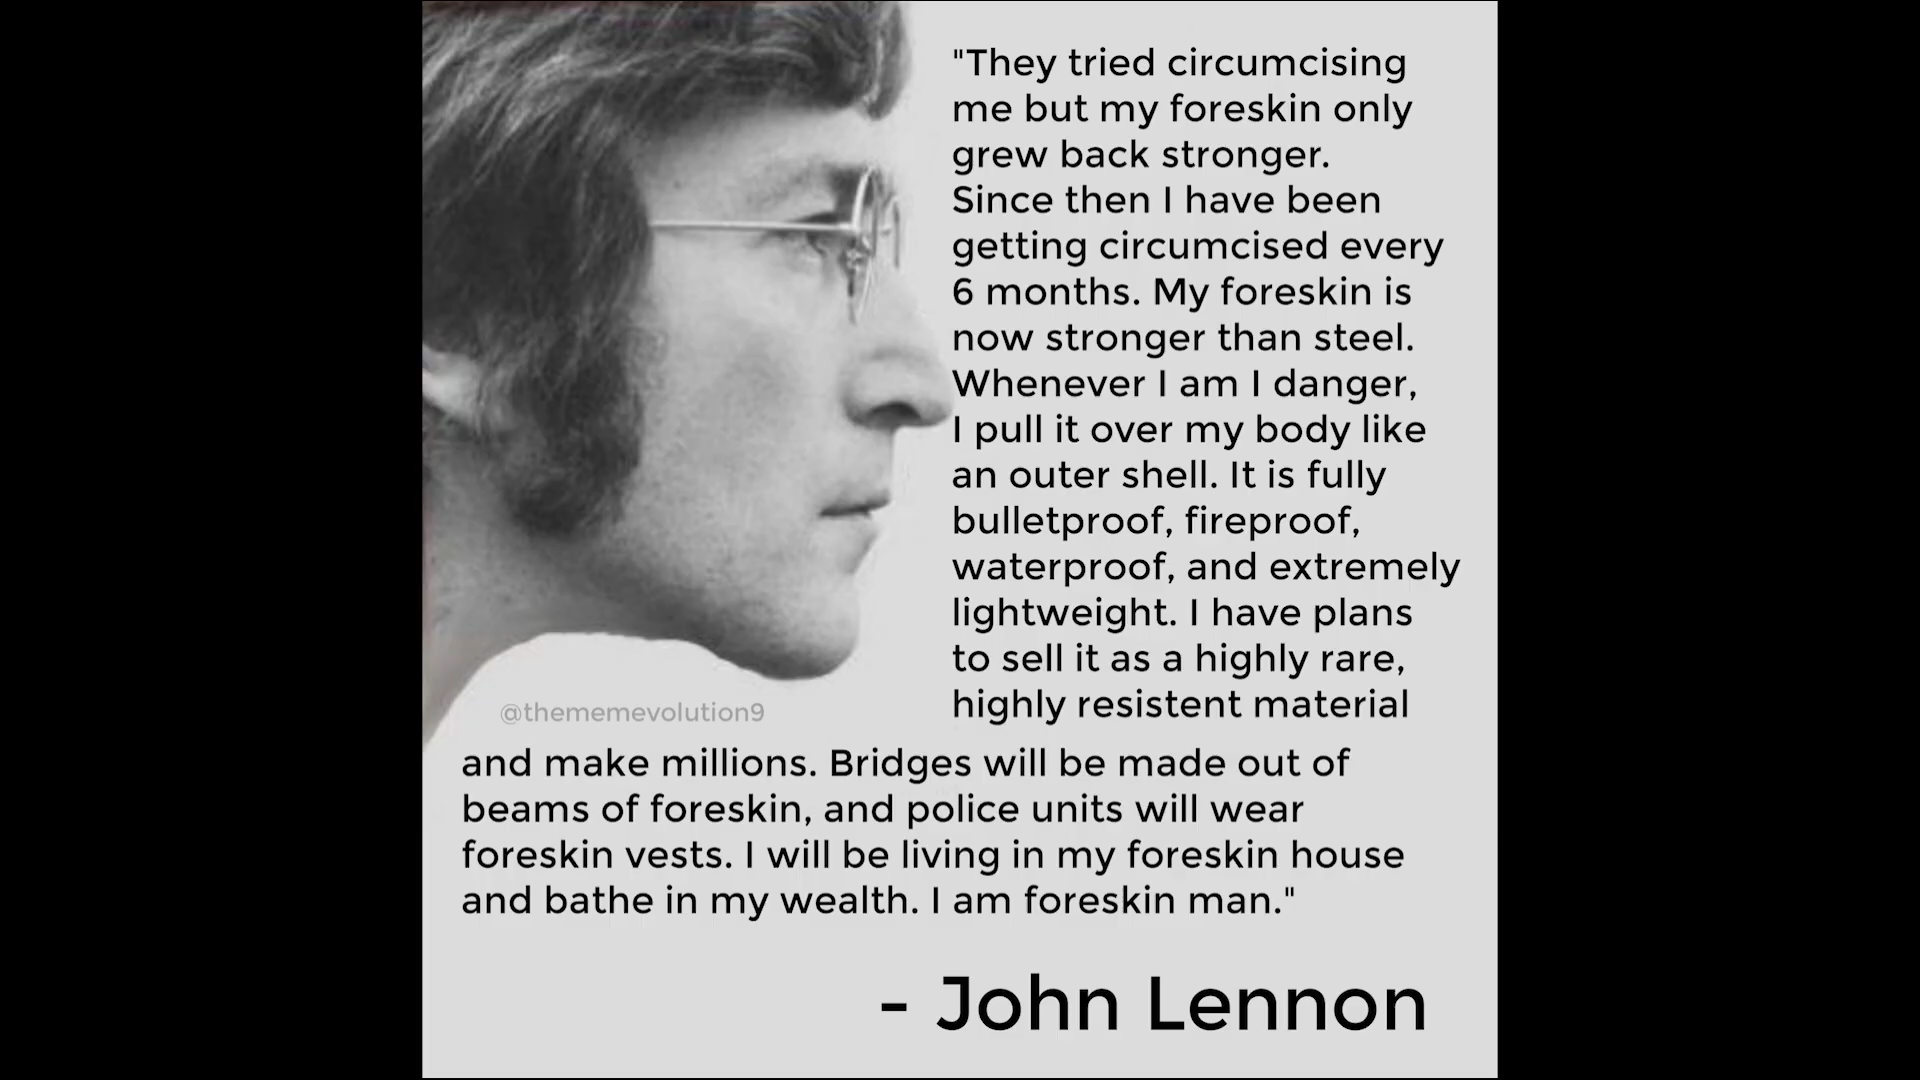 "They tried circumcising
me but my foreskin only
grew back stronger.
Since then I have been
getting circumcised every
6 months. My foreskin is
now stronger than steel.
Whenever I am I danger,
I pull it over my body like
an outer shell. It is fully
bulletproof, fireproof,
waterproof, and extremely
lightweight. I have plans
to sell it as a highly rare,
highly resistent material
@thememevolution9
and make millions. Bridges will be made out of
beams of foreskin, and police units will wear
foreskin vests. I will be living in my foreskin house
and bathe in my wealth. I am foreskin man."
- John Lennon